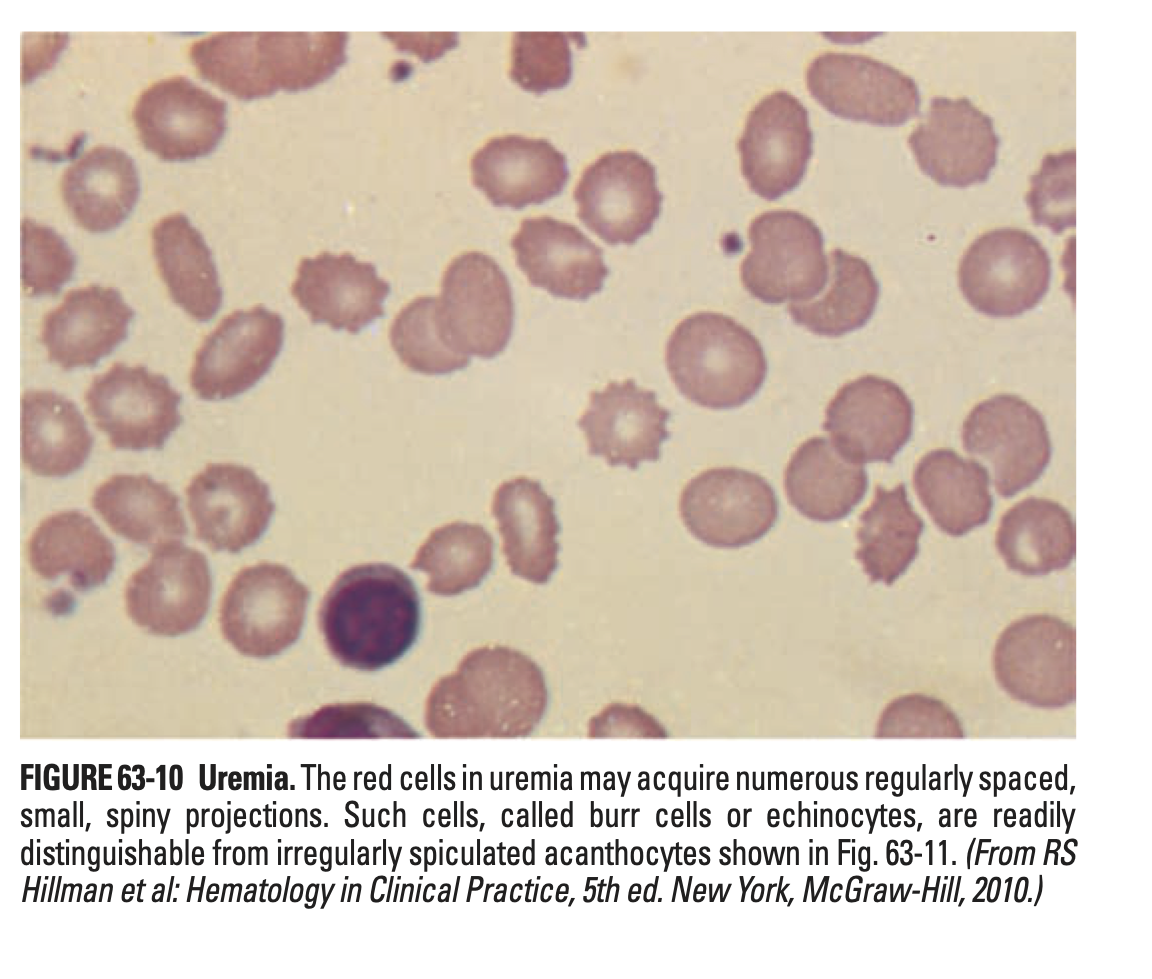 FIGURE 63-10 Uremia. The red cells in uremia may acquire numerous regularly spaced,
small, spiny projections. Such cells, called burr cells or echinocytes, are readily
distinguishable from irregularly spiculated acanthocytes shown in Fig. 63-11. (From RS
Hillman et al: Hematology in Clinical Practice, 5th ed. New York, McGraw-Hill, 2010.)